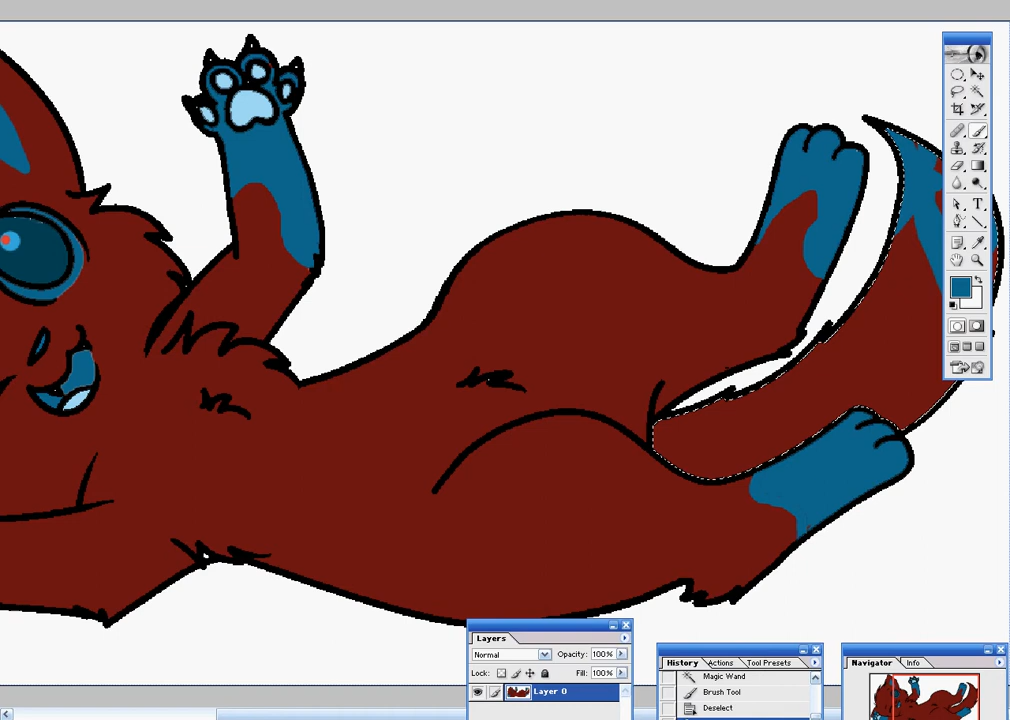 Layers
Normal
Opacity: 100%
Lock:
Fill: 100%
Layer 0
History
Actions
Tool Presets
Magic Wand
Brush Tool
Deselect
Navigator
Info
T